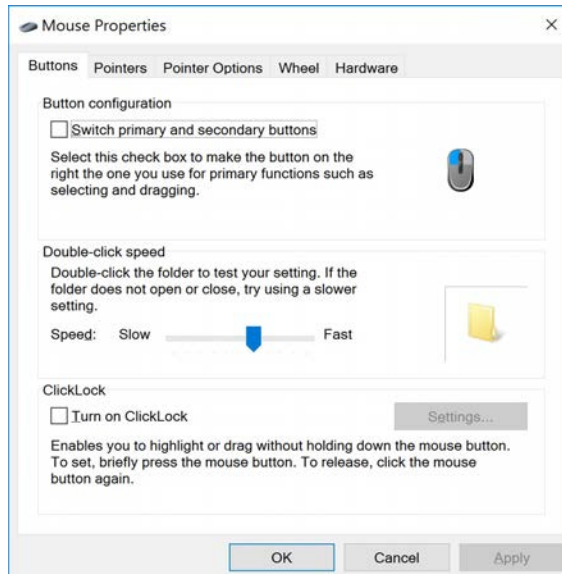 Mouse Properties
Buttons Pointers Pointer Options Wheel Hardware
Button configuration
Switch primary and secondary buttons
Select this check box to make the button on the
right the one you use for primary functions such as
selecting and dragging.
Double-click speed
Double-click the folder to test your setting. If the
folder does not open or close, try using a slower
setting.
Speed: Slow Fast
ClickLock
Turn on ClickLock Settings...
Enables you to highlight or drag without holding down the mouse button.
To set, briefly press the mouse button. To release, click the mouse
button again.
OK Cancel Apply